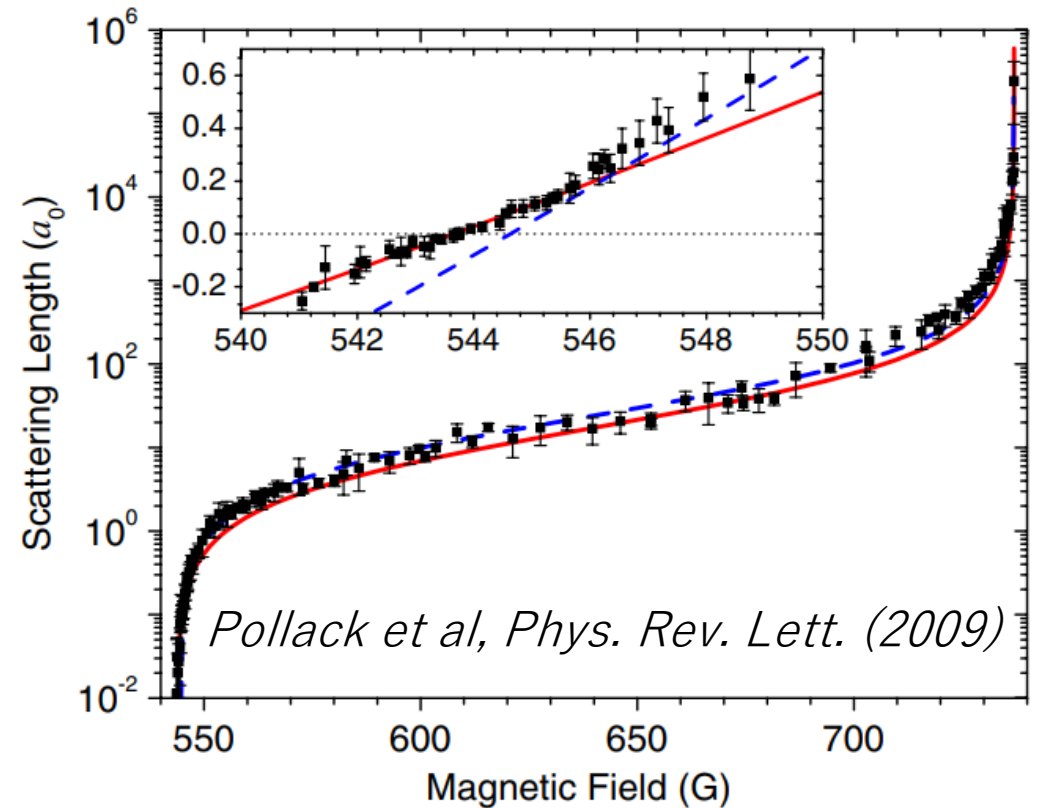 10^6
10^4
10^2
10^0
10^-2
Scattering Length (a_0)
0.6
0.4
0.2
0.0
-0.2
540 542 544 546 548 550
Pollack et al, Phys. Rev. Lett. (2009)
550 600 650 700
Magnetic Field (G)